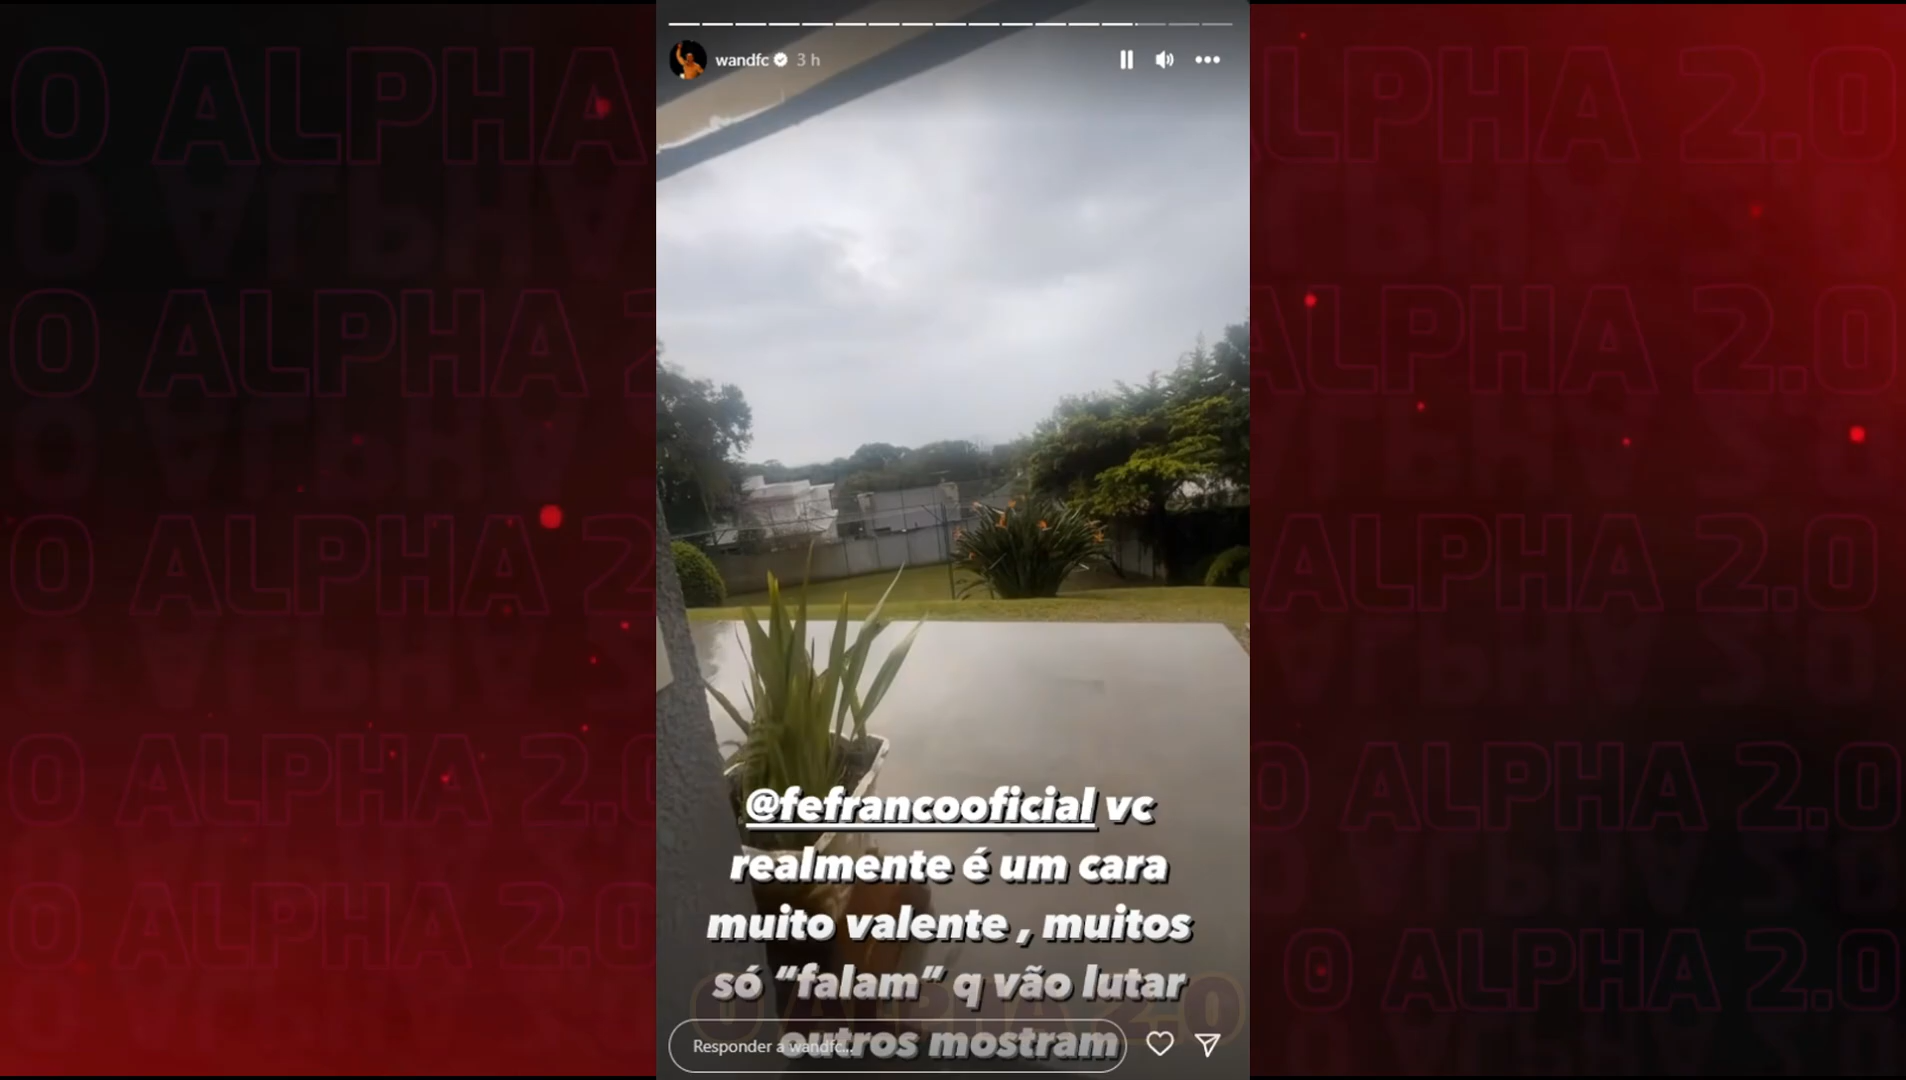 wandfc 3 h
@fefrancooficial vc
realmente é um cara
muito valente , muitos
só “falam” q vão lutar
outros mostram
Responder a wandfc...
O ALPHA 2.0
O ALPHA
ALPHA 2.0
O ALPHA 2
ALPHA 2.0
O ALPHA 2
ALPHA 2.0
O ALPHA 2.0
O ALPHA 2.0
O ALPHA 2.0
O ALPHA 2.0